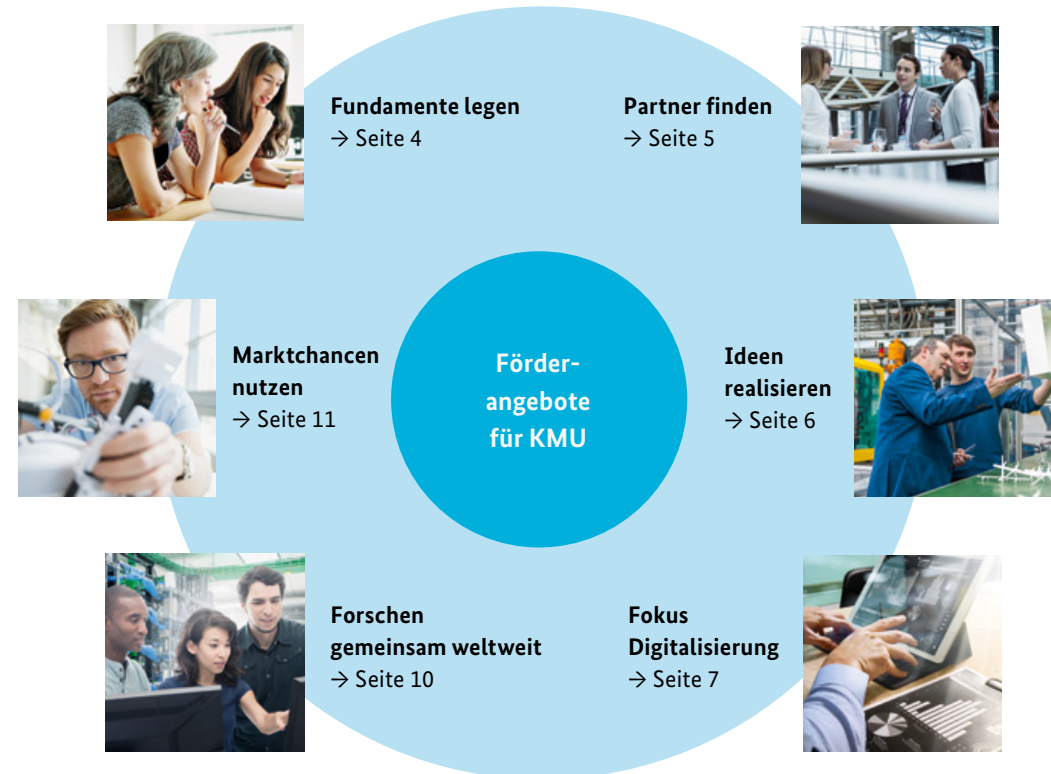 Fundamente legen
→ Seite 4
Partner finden
→ Seite 5
Marktchancen
nutzen
→ Seite 11
Förder-
angebote
für KMU
Ideen
realisieren
→ Seite 6
Forschen
gemeinsam weltweit
→ Seite 10
Fokus
Digitalisierung
→ Seite 7